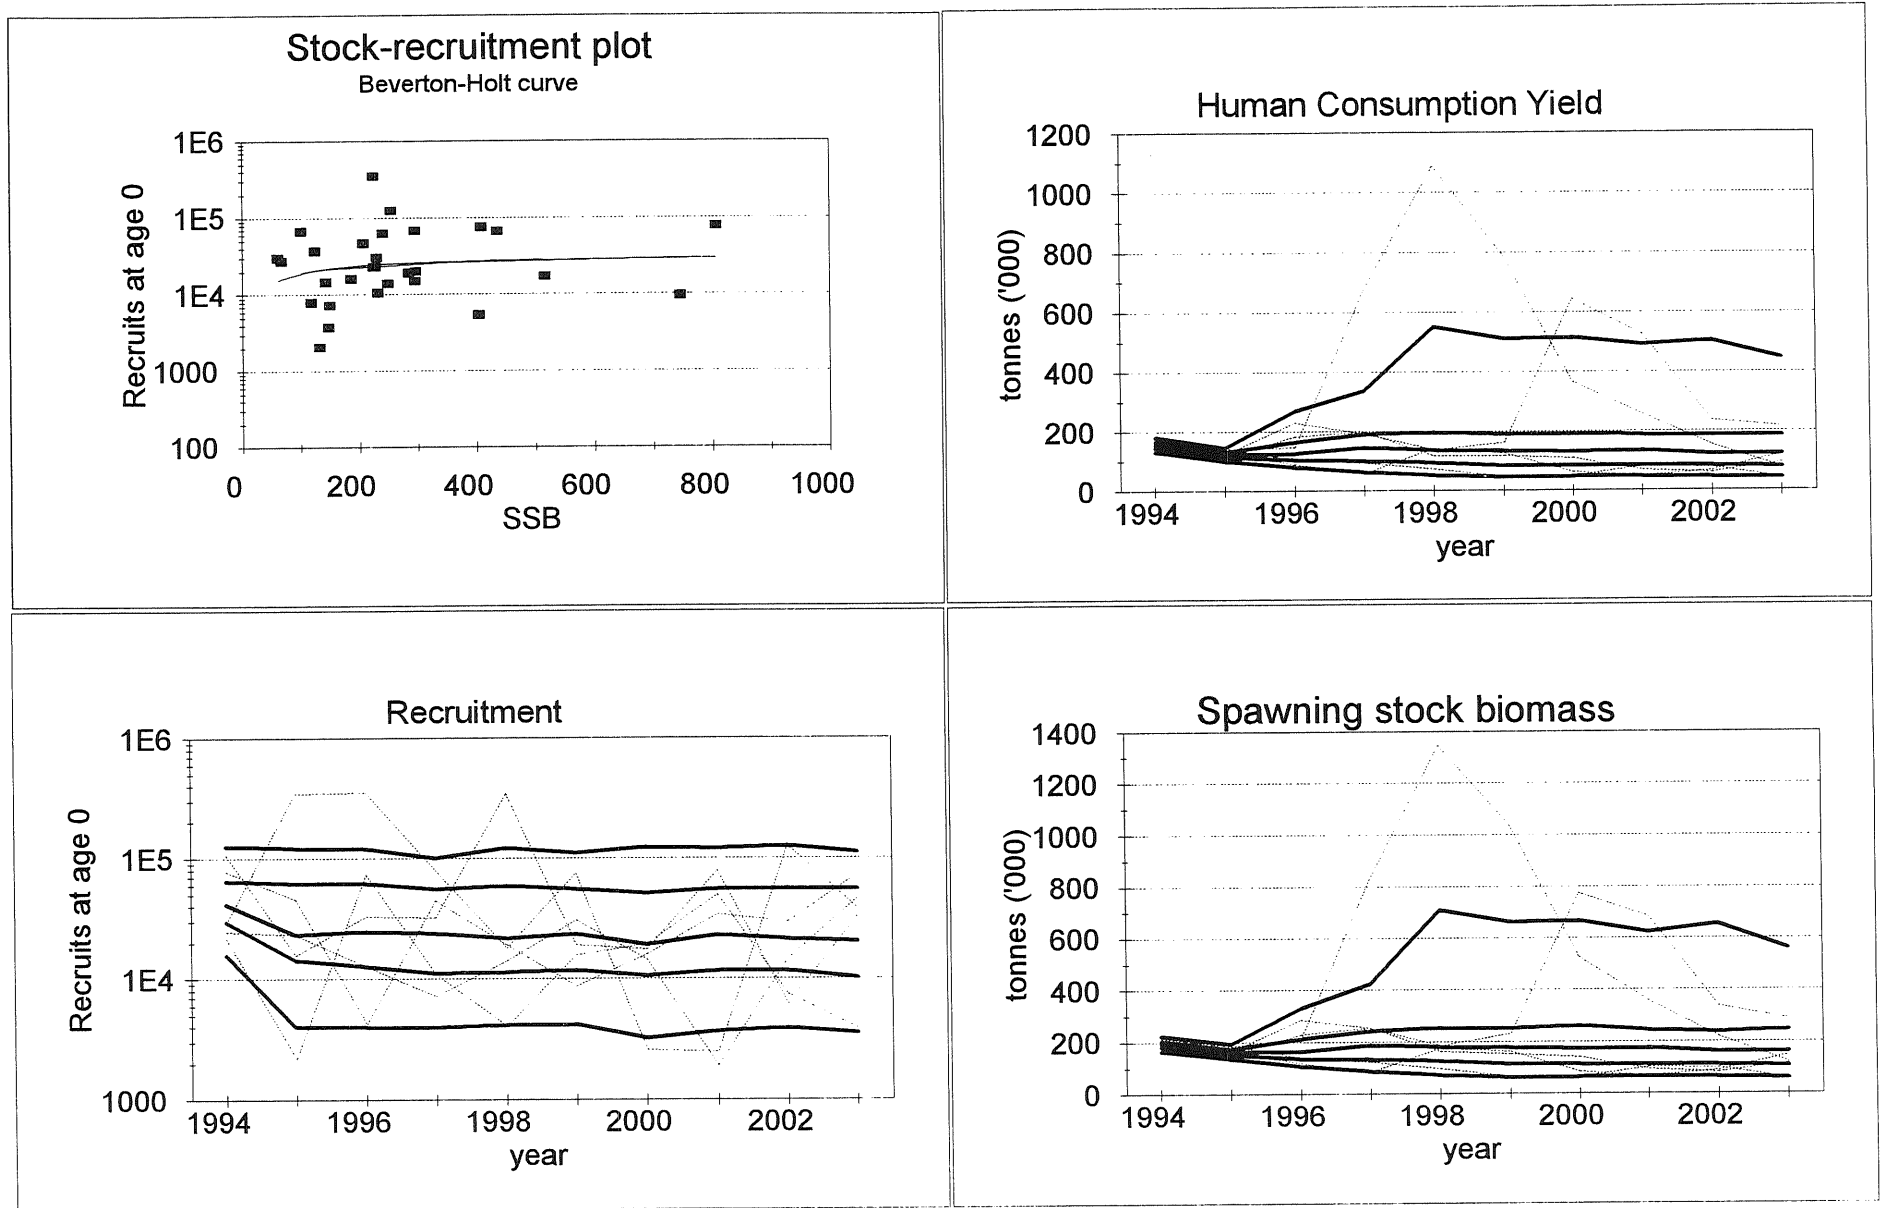 Stock-recruitment plot
Beverton-Holt curve
Recruits at age 0
1E6
1E5
1E4
1000
100
0 200 400 600 800 1000
SSB
Human Consumption Yield
tonnes ('000)
1200
1000
800
600
400
200
0
1994 1996 1998 2000 2002
year
Recruitment
Recruits at age 0
1E6
1E5
1E4
1000
1994 1996 1998 2000 2002
year
Spawning stock biomass
tonnes ('000)
1400
1200
1000
800
600
400
200
0
1994 1996 1998 2000 2002
year